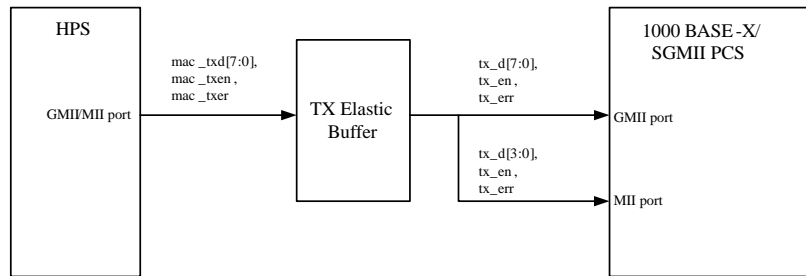 HPS
mac _txd[7:0],
mac _txen ,
mac _txer
GMII/MII port
TX Elastic
Buffer
tx_d[7:0],
tx_en ,
tx_err
tx_d[3:0],
tx_en ,
tx_err
1000 BASE -X/
SGMII PCS
GMII port
MII port